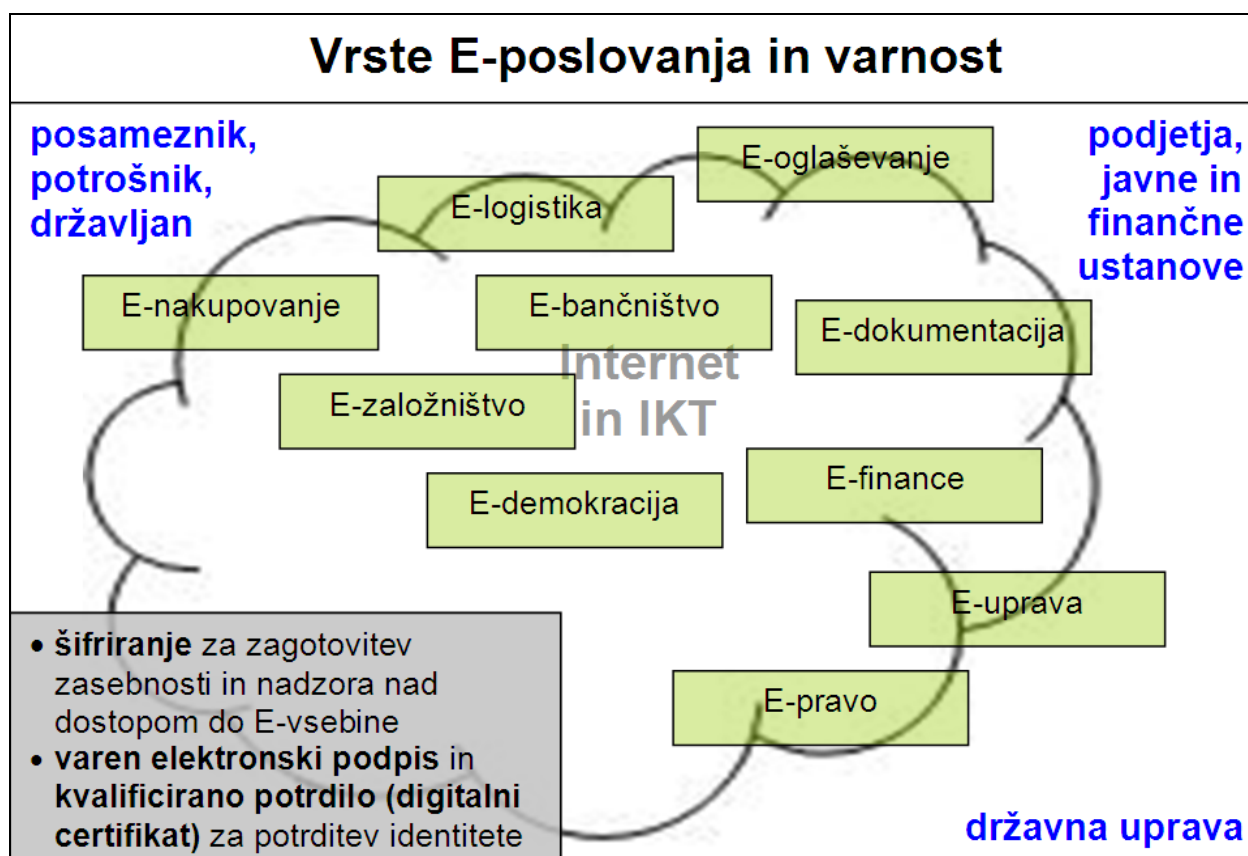 Vrste E-poslovanja in varnost
posameznik,
potrošnik,
državljan
podjetja,
javne in
finančne
ustanove
E-oglaševanje
E-logistika
E-nakupovanje
E-bančništvo
E-dokumentacija
Internet
in IKT
E-založništvo
E-finance
E-demokracija
E-uprava
E-pravo
• šifriranje za zagotovitev
zasebnosti in nadzora nad
dostopom do E-vsebine
• varen elektronski podpis in
kvalificirano potrdilo (digitalni
certifikat) za potrditev identitete
državna uprava